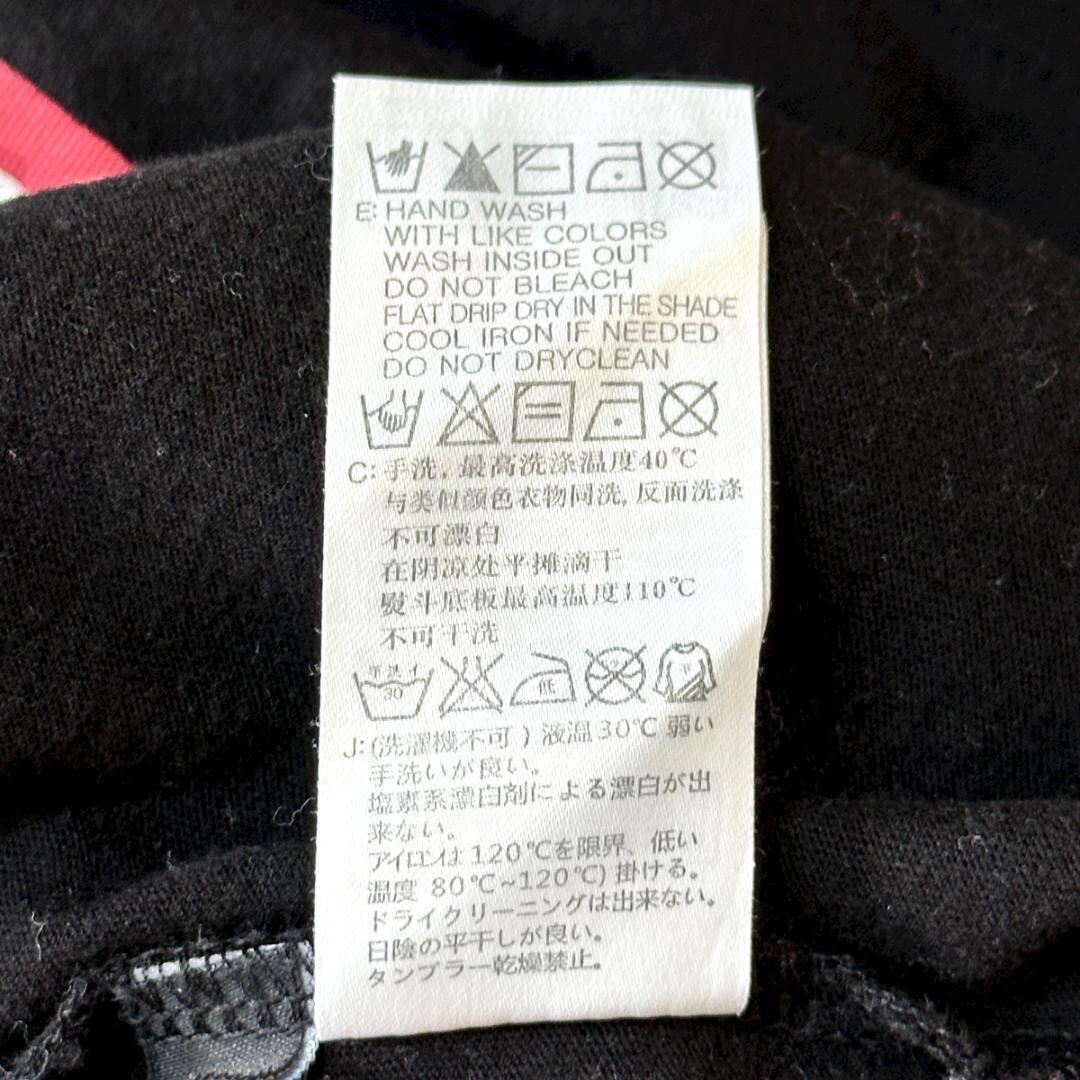 E: HAND WASH
WITH LIKE COLORS
WASH INSIDE OUT
DO NOT BLEACH
FLAT DRIP DRY IN THE SHADE
COOL IRON IF NEEDED
DO NOT DRYCLEAN
C: 手洗, 最高洗涤温度40℃
与类似颜色衣物同洗, 反面洗涤
不可漂白
在阴凉处平摊滴干
熨斗底板最高温度110℃
不可干洗
手洗イ
30
低
J: (洗濯機不可 ) 液温30℃ 弱い
手洗いが良い。
塩素系漂白剤による漂白が出
来ない。
アイロンは 120℃を限界、低い
温度 80℃~120℃) 掛ける。
ドライクリーニングは出来ない。
日陰の平干しが良い。
タンブラー乾燥禁止。